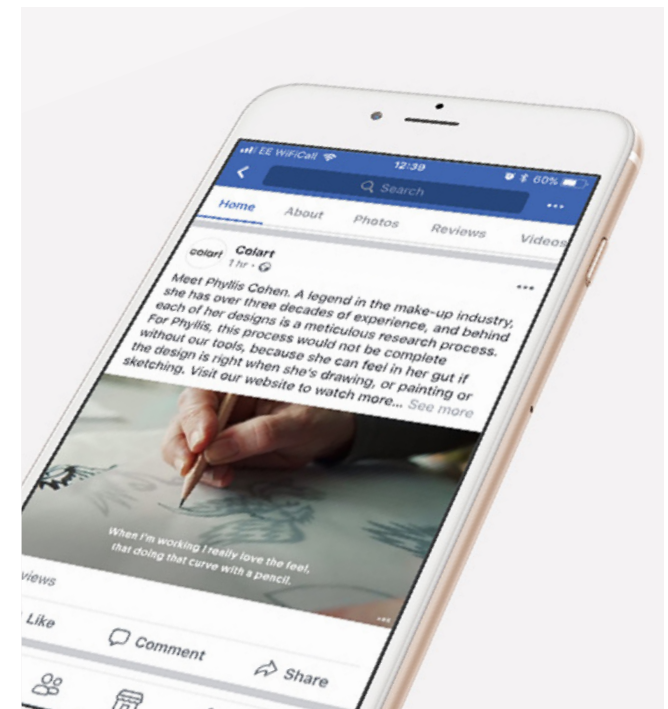 EE WiFiCall 12:39 60%
Search
Home About Photos Reviews Videos
colart Colart
1 hr
Meet Phyllis Cohen. A legend in the make-up industry,
she has over three decades of experience, and behind
each of her designs is a meticulous research process.
For Phyllis, this process would not be complete
without our tools, because she can feel in her gut if
the design is right when she's drawing, or painting or
sketching. Visit our website to watch more... See more
When I'm working I really love the feel,
that doing that curve with a pencil.
views
Like Comment Share